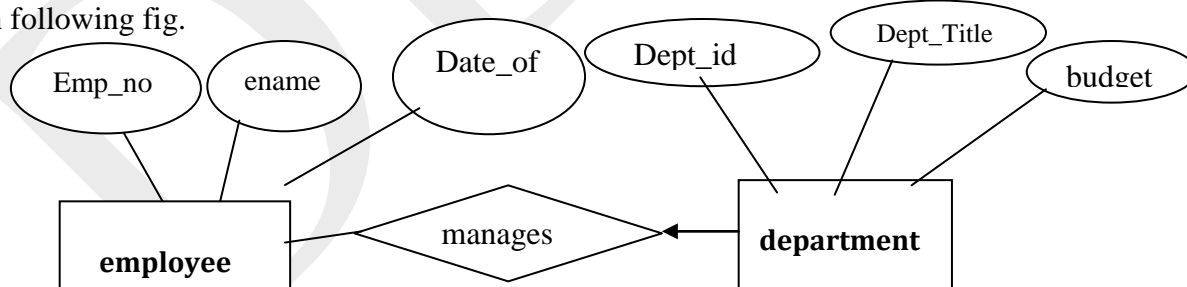 following fig.
Emp_no
ename
Date_of
Dept_id
Dept_Title
budget
employee
manages
department